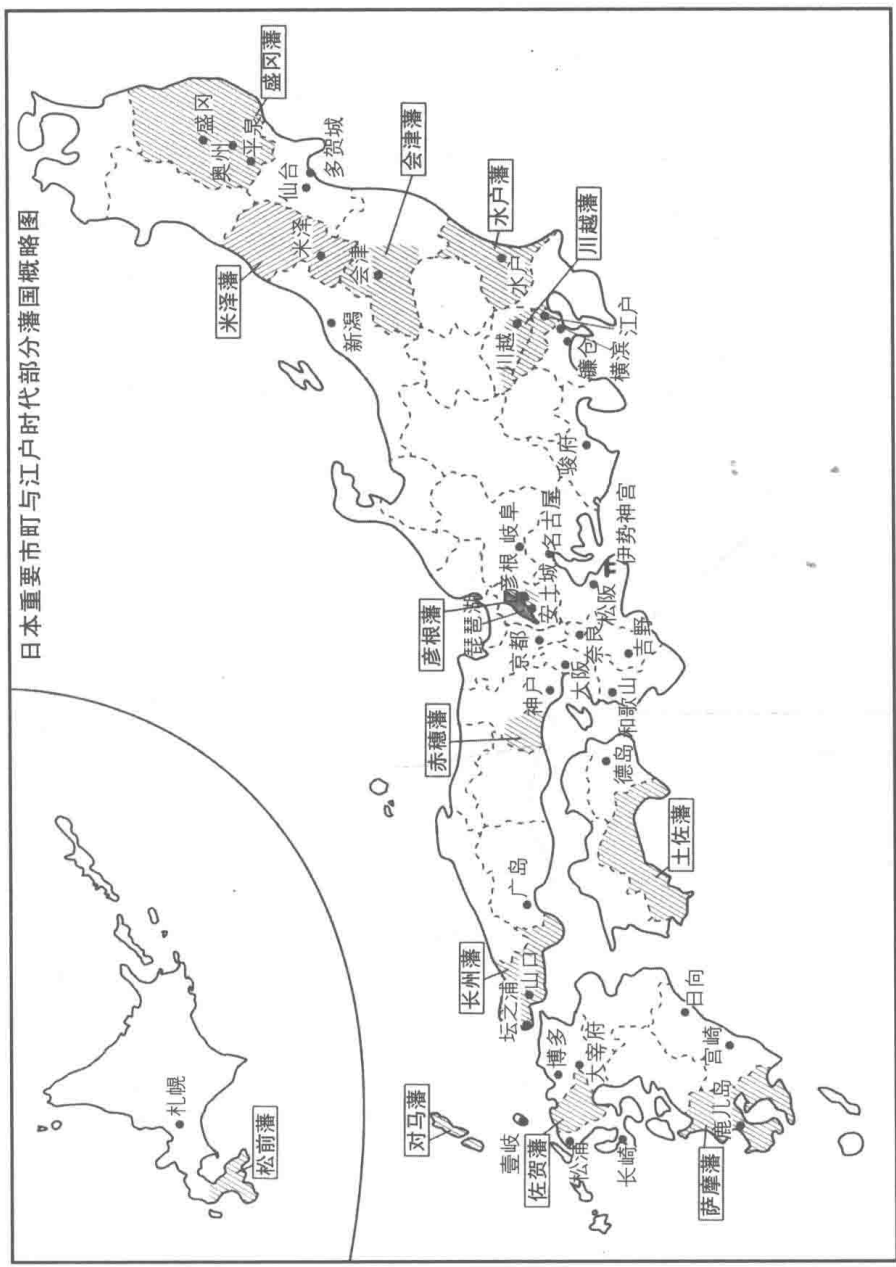 日本重要市町与江户时代部分藩国概略图
札幌
松前藩
盛冈藩
盛冈
奥州
平泉
仙台
多贺城
米泽藩
米泽
会津藩
会津
新潟
水户藩
水户
川越藩
川越
江户
横滨
镰仓
骏府
岐阜
名古屋
伊势神宫
彦根藩
彦根
琵琶湖
安土城
松阪
京都
奈良
吉野
大阪
神户
和歌山
赤穗藩
德岛
土佐藩
广岛
长州藩
山口
坛之浦
对马藩
壹岐
博多
大宰府
佐贺藩
松浦
长崎
日向
宫崎
鹿儿岛
萨摩藩